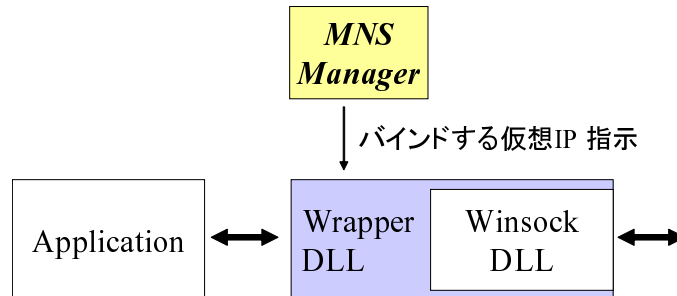 MNS
Manager
バインドする仮想IP 指示
Application
Wrapper
DLL
Winsock
DLL